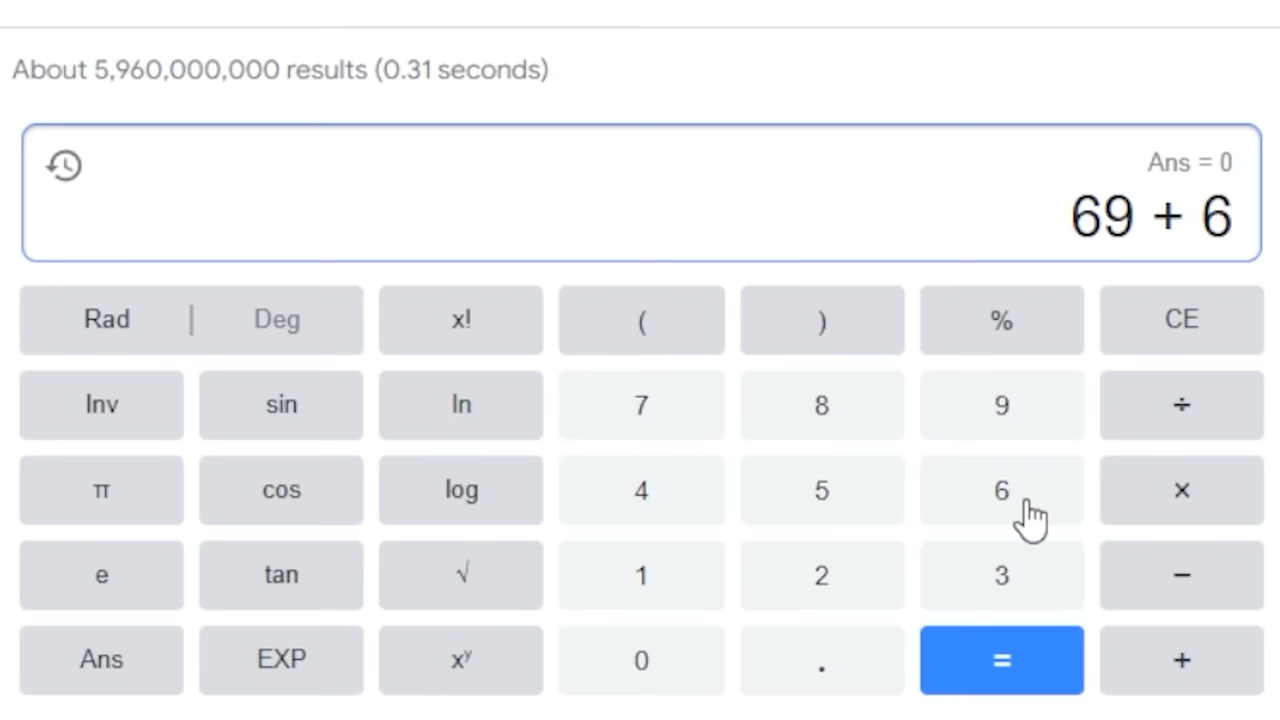 About 5,960,000,000 results (0.31 seconds)
Ans = 0
69 + 6
Rad | Deg x! ( ) % CE
Inv sin ln 7 8 9 ÷
π cos log 4 5 6 ×
e tan √ 1 2 3 −
Ans EXP xʸ 0 . = +